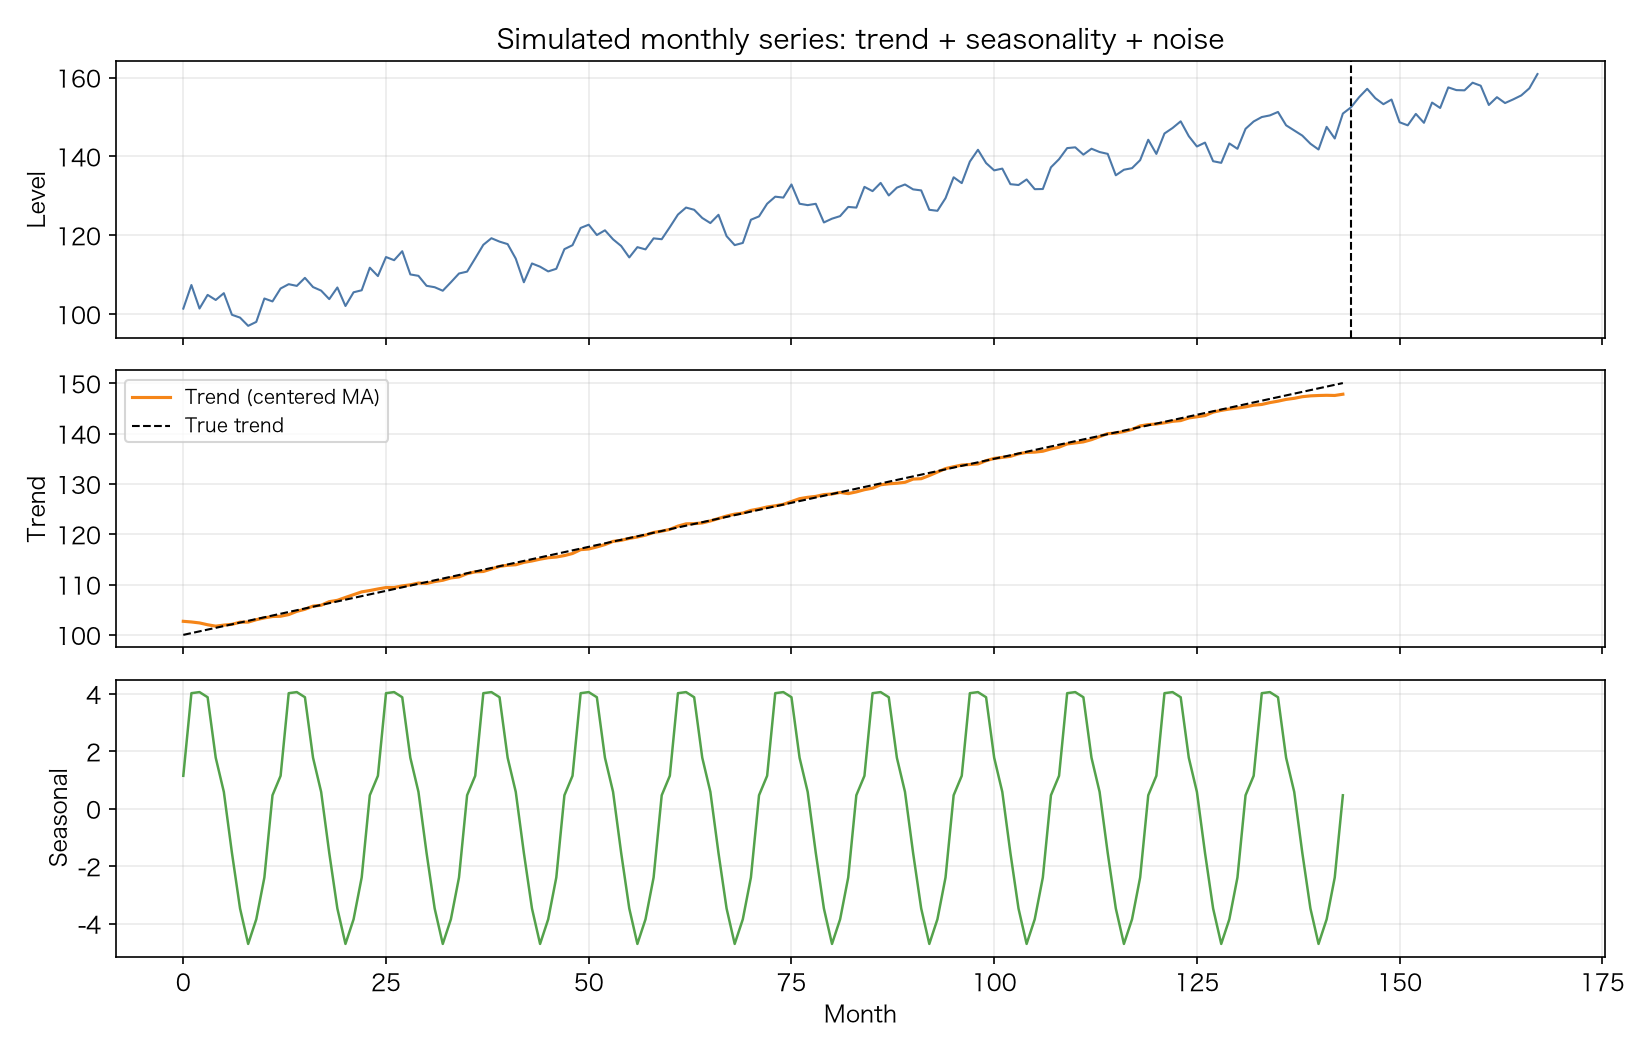 Simulated monthly series: trend + seasonality + noise
Level
160
140
120
100
Trend
150
140
130
120
110
100
Trend (centered MA)
True trend
Seasonal
4
2
0
-2
-4
0 25 50 75 100 125 150 175
Month